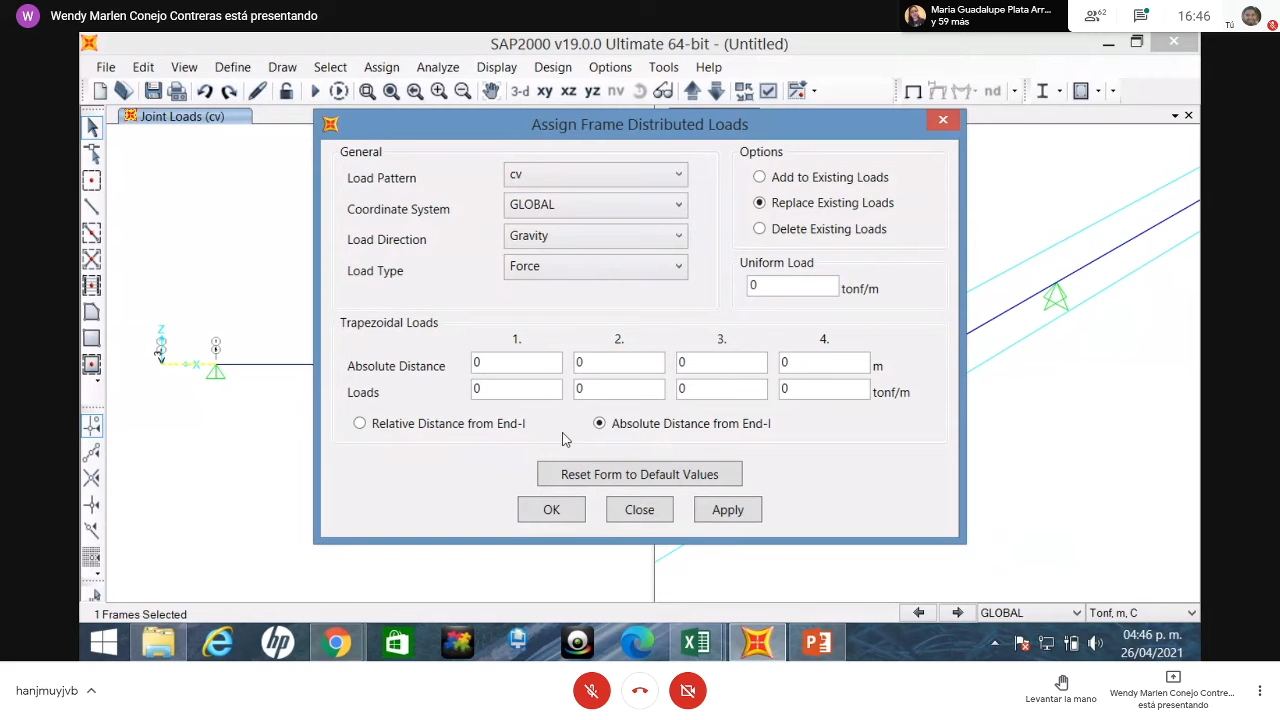 W Wendy Marlen Conejo Contreras está presentando
Maria Guadalupe Plata Arr...
y 59 más
62
16:46
Tú
SAP2000 v19.0.0 Ultimate 64-bit - (Untitled)
File Edit View Define Draw Select Assign Analyze Display Design Options Tools Help
3-d xy xz yz nv nd
Joint Loads (cv)
Assign Frame Distributed Loads
General
Load Pattern cv
Coordinate System GLOBAL
Load Direction Gravity
Load Type Force
Options
Add to Existing Loads
Replace Existing Loads
Delete Existing Loads
Uniform Load
0 tonf/m
Trapezoidal Loads
1. 2. 3. 4.
Absolute Distance 0 0 0 0 m
Loads 0 0 0 0 tonf/m
Relative Distance from End-I Absolute Distance from End-I
Reset Form to Default Values
OK Close Apply
Z
X
1 Frames Selected
GLOBAL
Tonf, m, C
hp
04:46 p. m.
26/04/2021
hanjmuyjvb
Levantar la mano
Wendy Marlen Conejo Contre...
está presentando